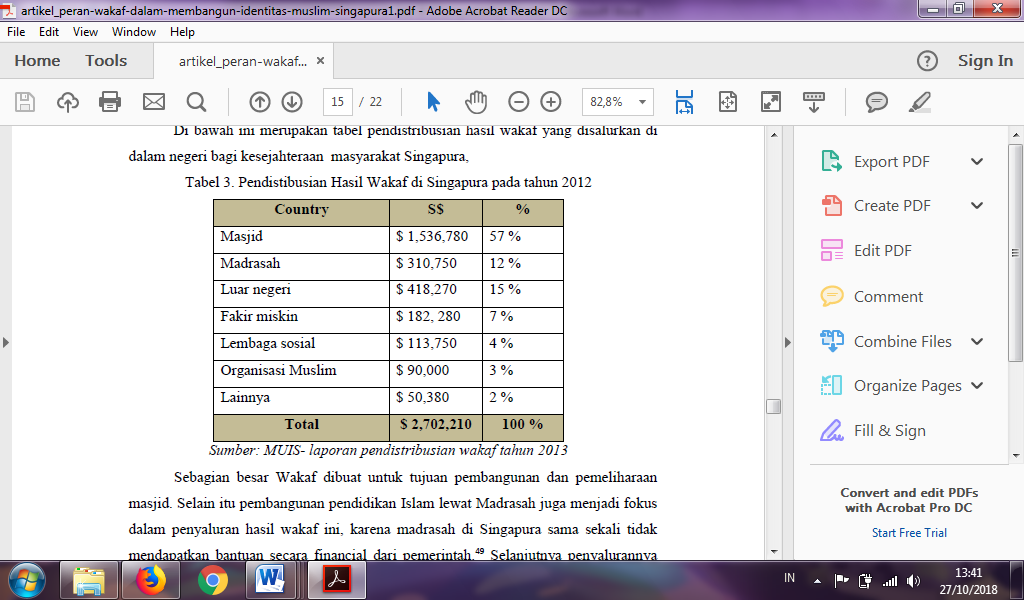 artikel_peran-wakaf-dalam-membangun-identitas-muslim-singapura1.pdf - Adobe Acrobat Reader DC
File Edit View Window Help
Home Tools artikel_peran-wakaf... × Sign In
15 / 22 82,8%
Di bawah ini merupakan tabel pendistribusian hasil wakaf yang disalurkan di
dalam negeri bagi kesejahteraan masyarakat Singapura,
Tabel 3. Pendistibusian Hasil Wakaf di Singapura pada tahun 2012
Country S$ %
Masjid $ 1,536,780 57 %
Madrasah $ 310,750 12 %
Luar negeri $ 418,270 15 %
Fakir miskin $ 182, 280 7 %
Lembaga sosial $ 113,750 4 %
Organisasi Muslim $ 90,000 3 %
Lainnya $ 50,380 2 %
Total $ 2,702,210 100 %
Sumber: MUIS- laporan pendistribusian wakaf tahun 2013
Sebagian besar Wakaf dibuat untuk tujuan pembangunan dan pemeliharaan
masjid. Selain itu pembangunan pendidikan Islam lewat Madrasah juga menjadi fokus
dalam penyaluran hasil wakaf ini, karena madrasah di Singapura sama sekali tidak
mendapatkan bantuan secara financial dari pemerintah.49 Selanjutnya penyalurannya
Export PDF
Create PDF
Edit PDF
Comment
Combine Files
Organize Pages
Fill & Sign
Convert and edit PDFs
with Acrobat Pro DC
Start Free Trial
IN
13:41
27/10/2018